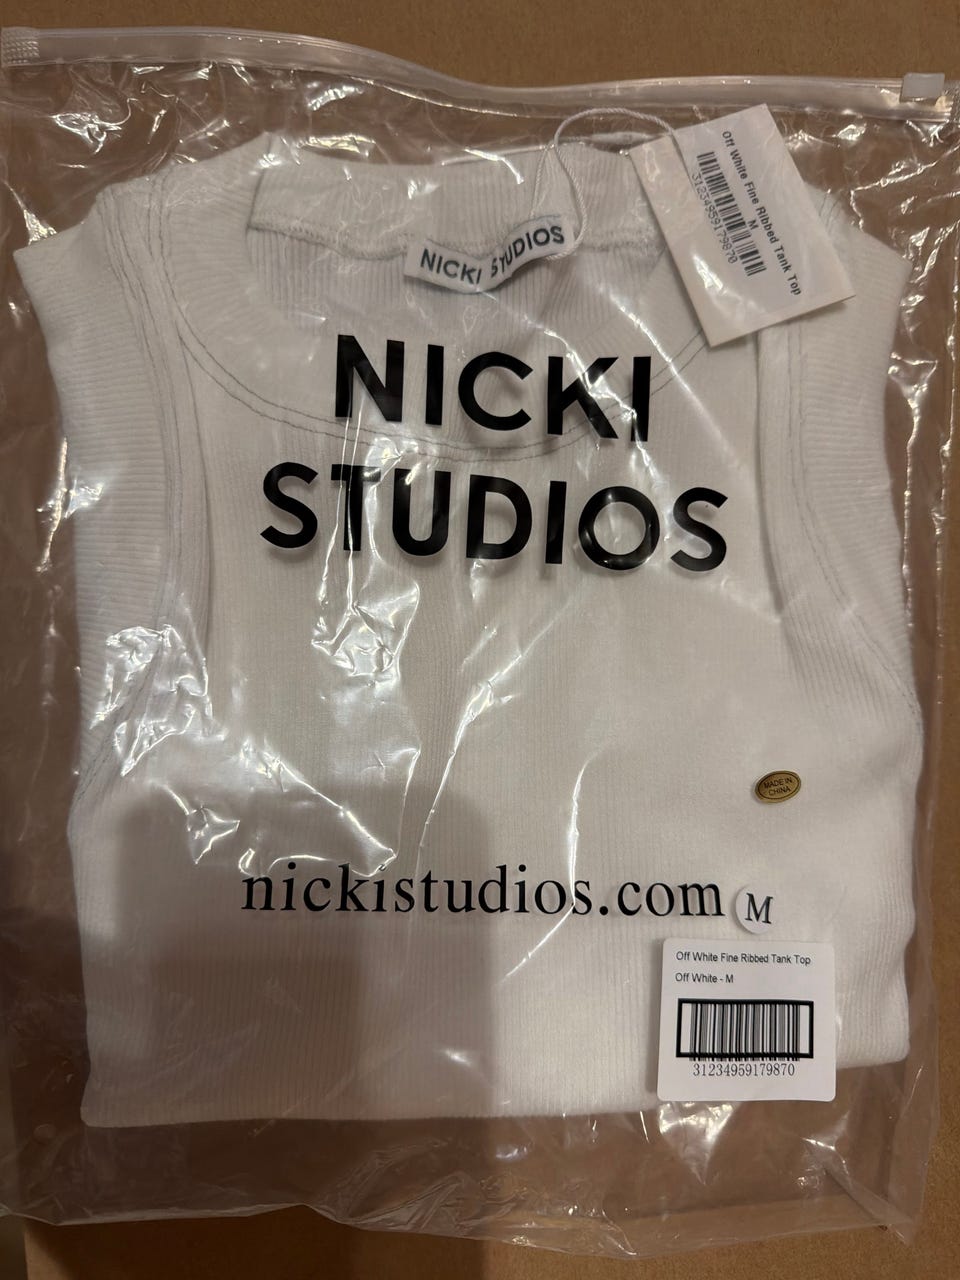 Off White Fine Ribbed Tank Top
M
31234959179870
NICKI STUDIOS
NICKI
STUDIOS
MADE IN
CHINA
nickistudios.com
M
Off White Fine Ribbed Tank Top
Off White - M
31234959179870